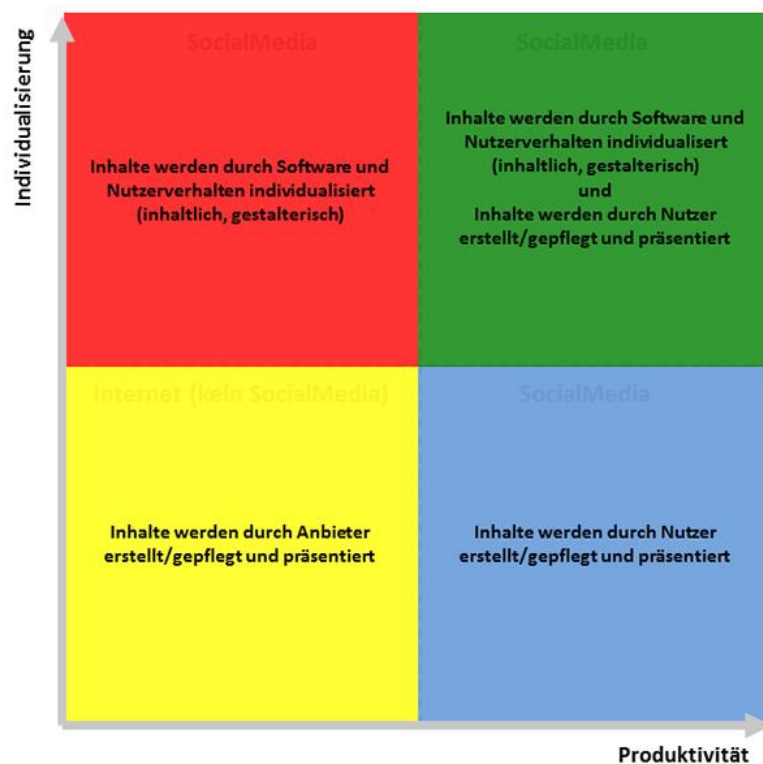 Individualisierung
SocialMedia
SocialMedia
Inhalte werden durch Software und
Nutzerverhalten individualisiert
(inhaltlich, gestalterisch)
Inhalte werden durch Software und
Nutzerverhalten individualisert
(inhaltlich, gestalterisch)
und
Inhalte werden durch Nutzer
erstellt/gepflegt und präsentiert
Internet (kein SocialMedia)
SocialMedia
Inhalte werden durch Anbieter
erstellt/gepflegt und präsentiert
Inhalte werden durch Nutzer
erstellt/gepflegt und präsentiert
Produktivität